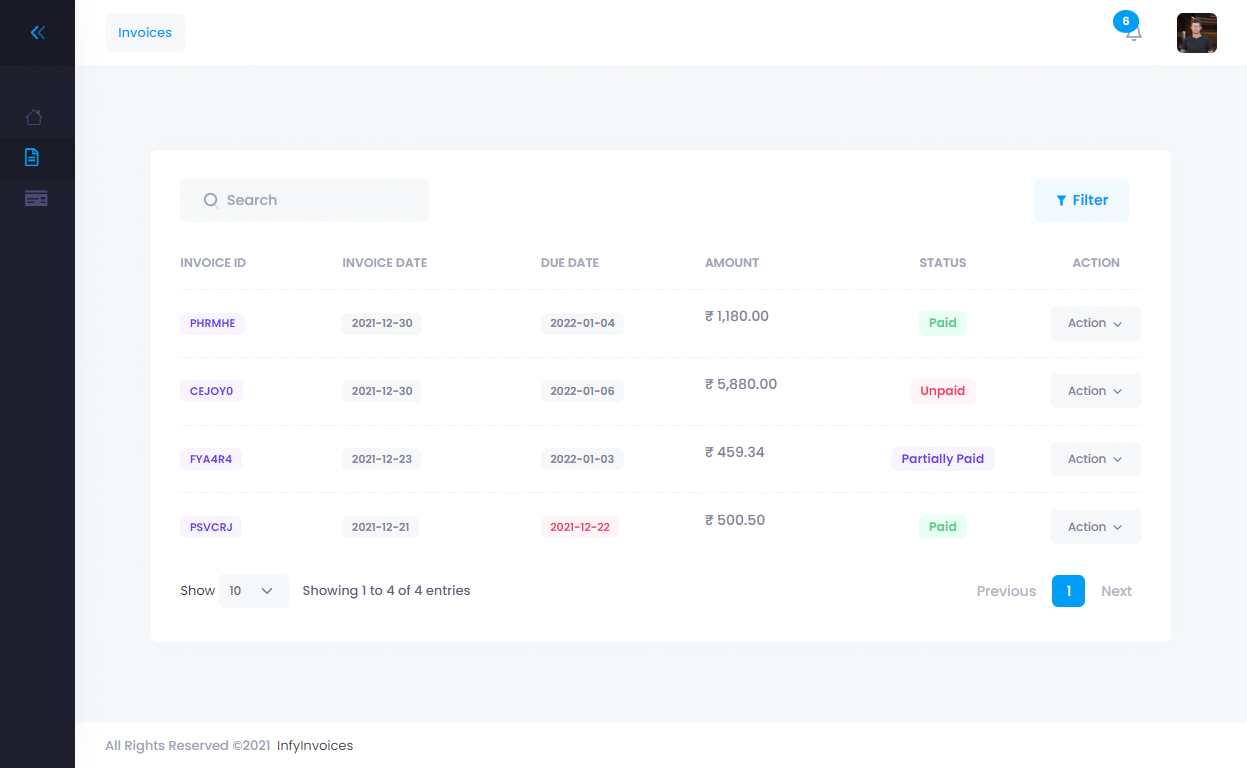 Invoices
6
Search
Filter
INVOICE ID INVOICE DATE DUE DATE AMOUNT STATUS ACTION
PHRMHE 2021-12-30 2022-01-04 ₹ 1,180.00 Paid Action
CEJOY0 2021-12-30 2022-01-06 ₹ 5,880.00 Unpaid Action
FYA4R4 2021-12-23 2022-01-03 ₹ 459.34 Partially Paid Action
PSVCRJ 2021-12-21 2021-12-22 ₹ 500.50 Paid Action
Show 10 Showing 1 to 4 of 4 entries Previous 1 Next
All Rights Reserved ©2021 InfyInvoices